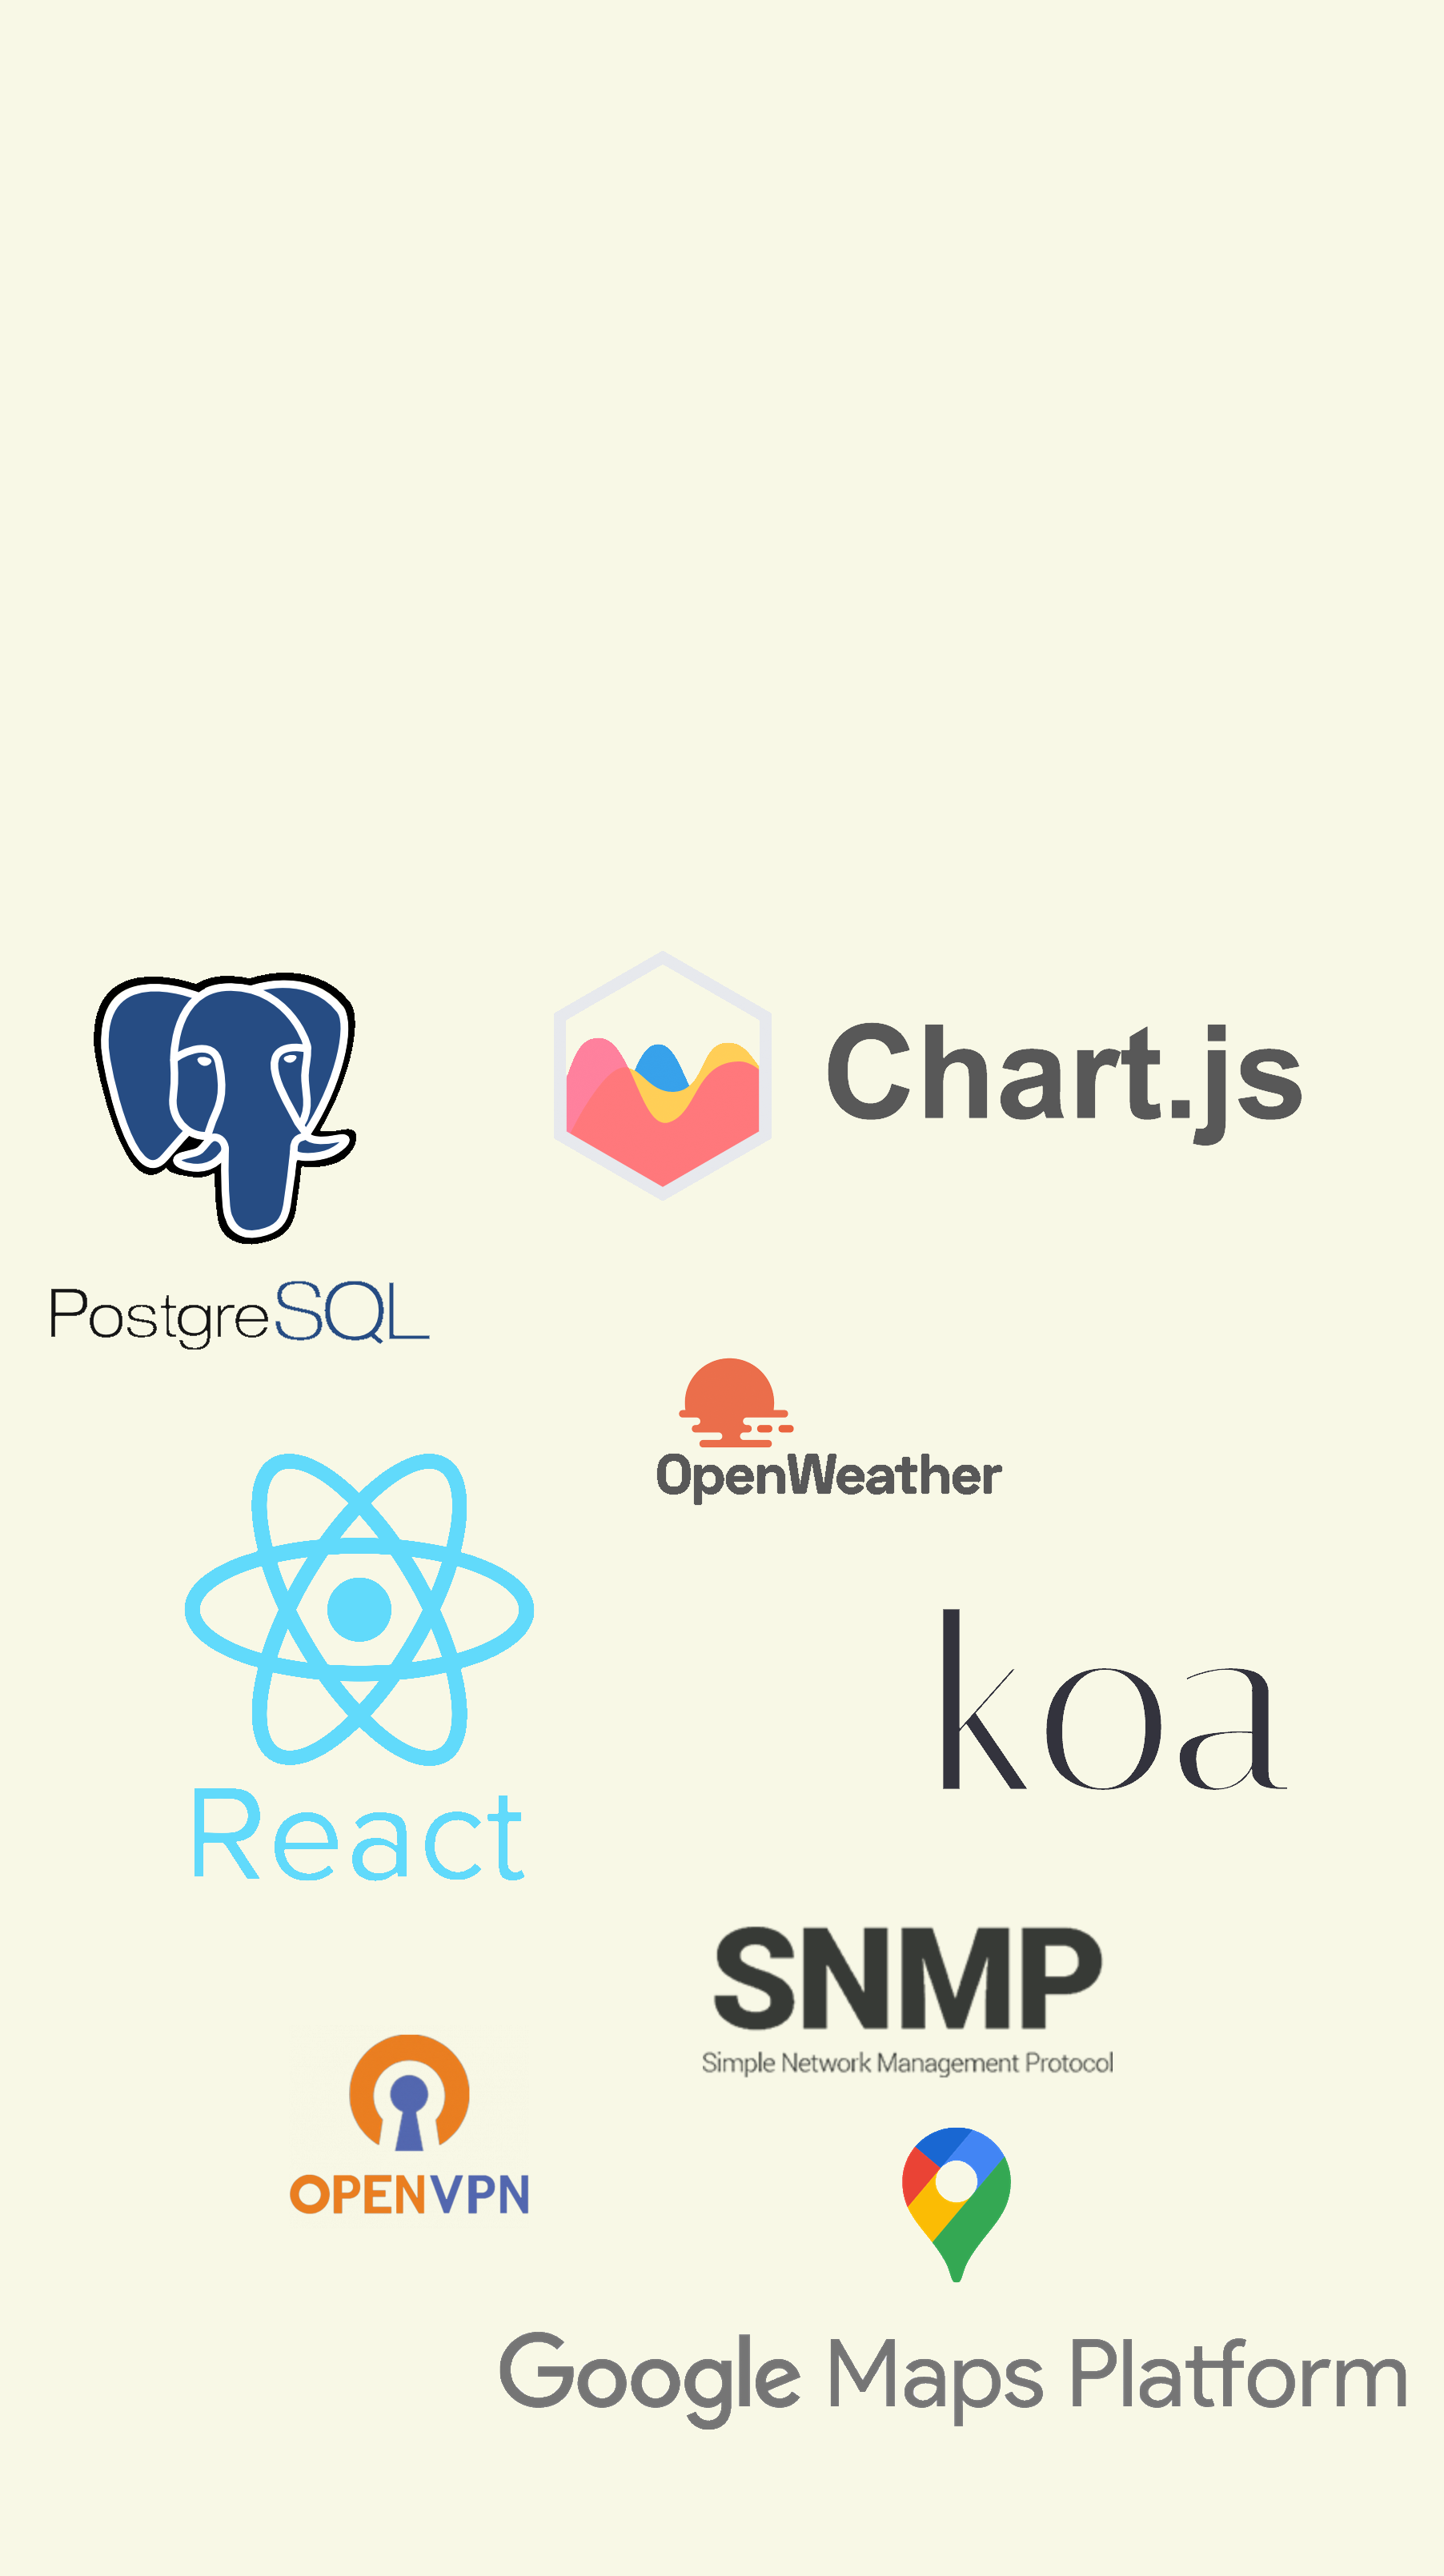 PostgreSQL
Chart.js
OpenWeather
React
koa
SNMP
Simple Network Management Protocol
OPENVPN
Google Maps Platform